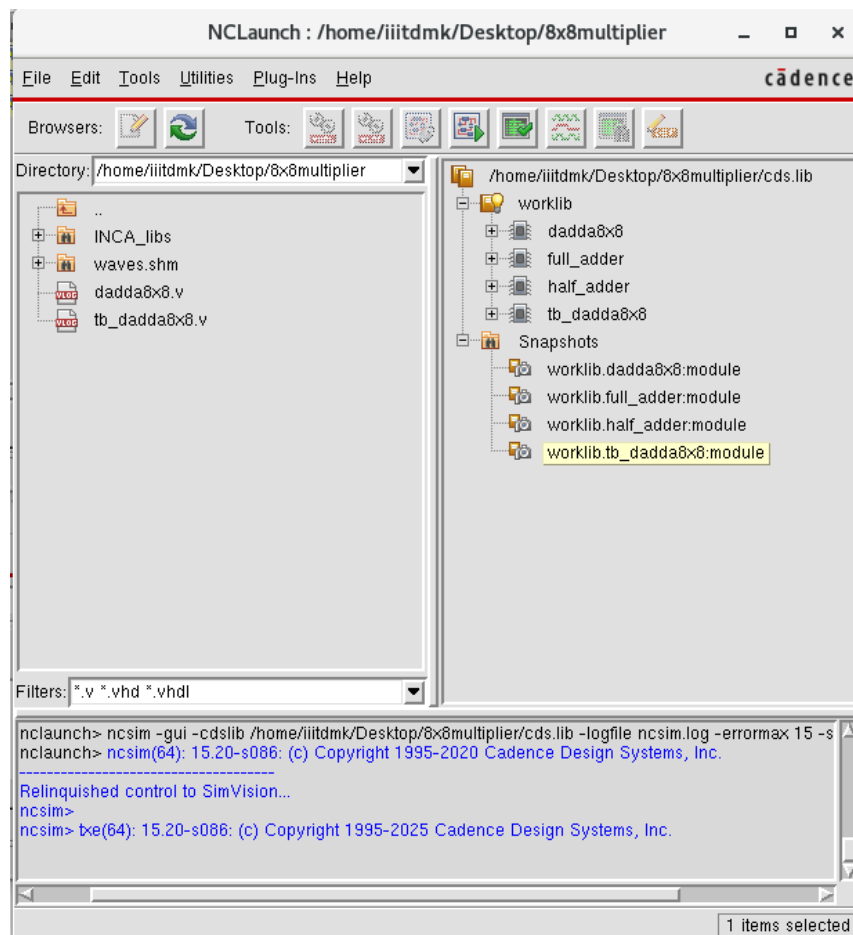 NCLaunch : /home/iiitdmk/Desktop/8x8multiplier
File Edit Tools Utilities Plug-Ins Help cādence
Browsers: Tools:
Directory: /home/iiitdmk/Desktop/8x8multiplier
..
INCA_libs
waves.shm
dadda8x8.v
tb_dadda8x8.v
Filters: *.v *.vhd *.vhdl
/home/iiitdmk/Desktop/8x8multiplier/cds.lib
worklib
dadda8x8
full_adder
half_adder
tb_dadda8x8
Snapshots
worklib.dadda8x8:module
worklib.full_adder:module
worklib.half_adder:module
worklib.tb_dadda8x8:module
nclaunch> ncsim -gui -cdslib /home/iiitdmk/Desktop/8x8multiplier/cds.lib -logfile ncsim.log -errormax 15 -s
nclaunch> ncsim(64): 15.20-s086: (c) Copyright 1995-2020 Cadence Design Systems, Inc.
-------------------------------------
Relinquished control to SimVision...
ncsim>
ncsim> txe(64): 15.20-s086: (c) Copyright 1995-2025 Cadence Design Systems, Inc.
1 items selected